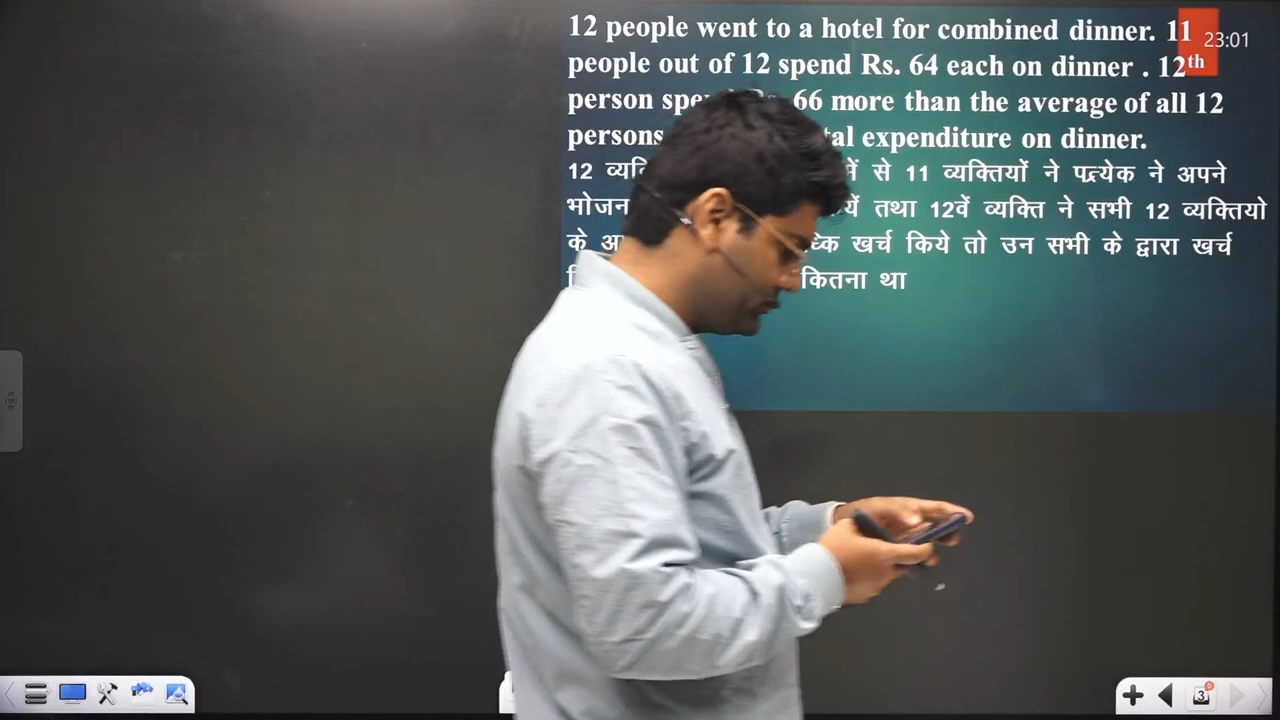 12 people went to a hotel for combined dinner. 11
23:01
people out of 12 spend Rs. 64 each on dinner . 12th
person 66 more than the average of all 12
persons expenditure on dinner.
12 से 11 व्यक्तियों ने प्रत्येक ने अपने
भोजन तथा 12वें व्यक्ति ने सभी 12 व्यक्तियो
के खर्च किये तो उन सभी के द्वारा खर्च
कितना था
3
0